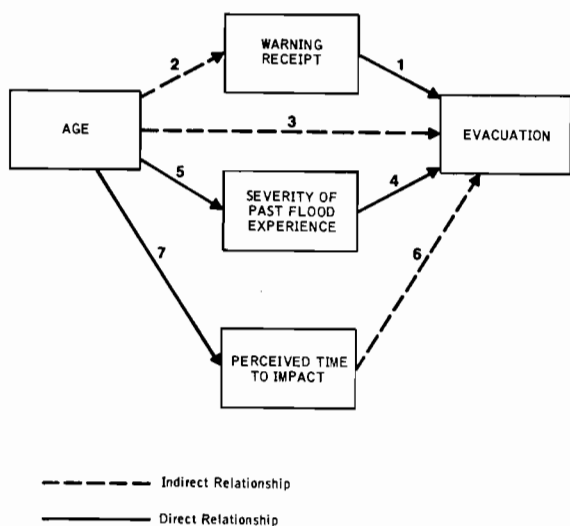 WARNING
RECEIPT
2
1
AGE
3
EVACUATION
5
4
SEVERITY OF
PAST FLOOD
EXPERIENCE
7
6
PERCEIVED TIME
TO IMPACT
Indirect Relationship
Direct Relationship